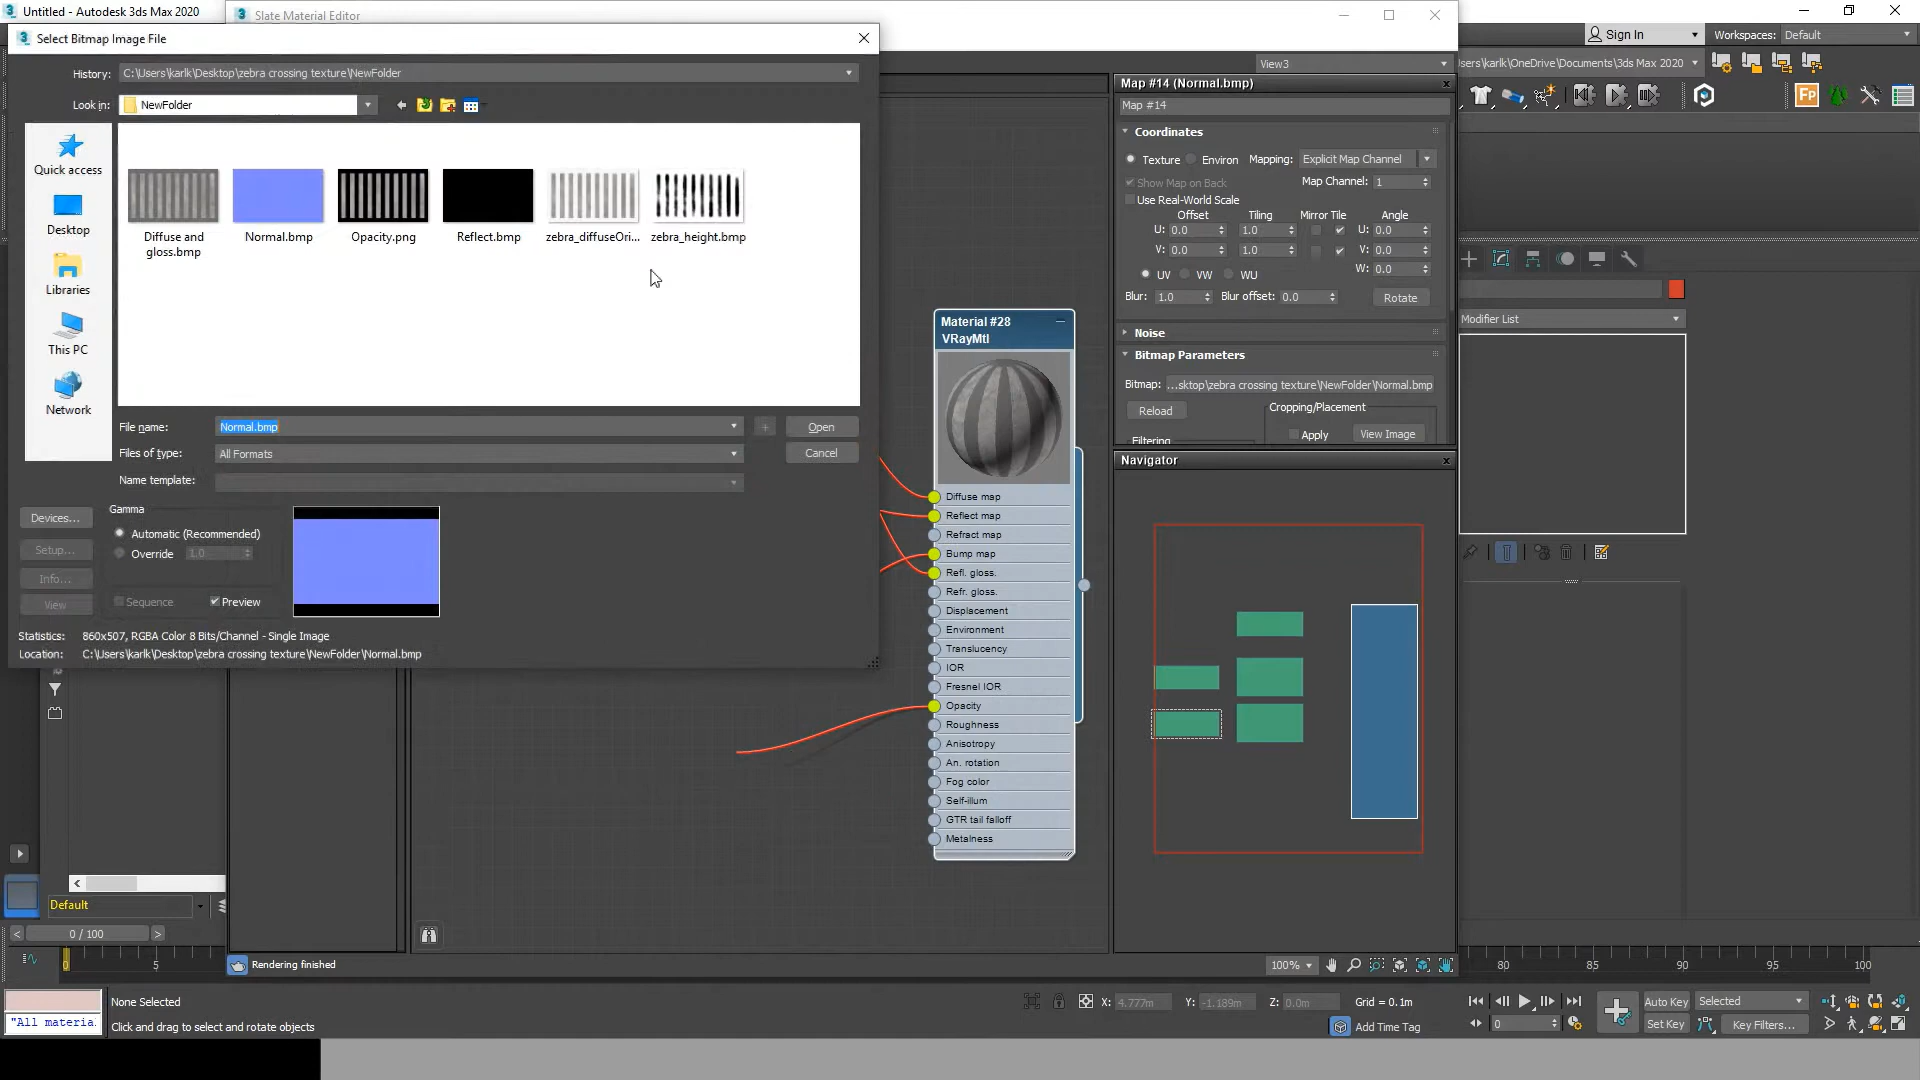 Untitled - Autodesk 3ds Max 2020
Slate Material Editor
Select Bitmap Image File
Sign In
Workspaces: Default
History: C:\Users\karlk\Desktop\zebra crossing texture\NewFolder
View3
sers\karlk\OneDrive\Documents\3ds Max 2020
Look in: NewFolder
Map #14 (Normal.bmp)
Map #14
Coordinates
Texture Environ Mapping: Explicit Map Channel
Show Map on Back Map Channel: 1
Use Real-World Scale
Offset Tiling Mirror Tile Angle
U: 0.0 1.0 U: 0.0
V: 0.0 1.0 V: 0.0
W: 0.0
UV VW WU
Blur: 1.0 Blur offset: 0.0 Rotate
Noise
Bitmap Parameters
Bitmap: ...sktop\zebra crossing texture\NewFolder\Normal.bmp
Reload Cropping/Placement
Apply View Image
Filtering
Quick access
Desktop
Libraries
This PC
Network
Diffuse and gloss.bmp
Normal.bmp
Opacity.png
Reflect.bmp
zebra_diffuseOri...
zebra_height.bmp
File name: Normal.bmp Open
Files of type: All Formats Cancel
Name template:
Devices...
Setup...
Info...
View
Gamma
Automatic (Recommended)
Override 1.0
Sequence Preview
Statistics: 860x507, RGBA Color 8 Bits/Channel - Single Image
Location: C:\Users\karlk\Desktop\zebra crossing texture\NewFolder\Normal.bmp
Material #28
VRayMtl
Diffuse map
Reflect map
Refract map
Bump map
Refl. gloss.
Refr. gloss.
Displacement
Environment
Translucency
IOR
Fresnel IOR
Opacity
Roughness
Anisotropy
An. rotation
Fog color
Self-illum
GTR tail falloff
Metalness
Navigator
Modifier List
Default
0 / 100
0 5
Rendering finished
100%
80 85 90 95 100
"All materia
None Selected
Click and drag to select and rotate objects
X: 4.777m Y: -1.189m Z: 0.0m Grid = 0.1m
Add Time Tag
0
Auto Key Selected
Set Key Key Filters...